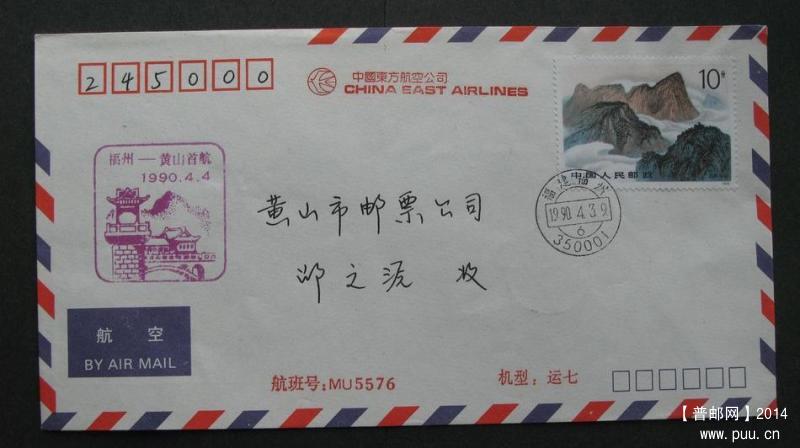 245000
中國東方航空公司
CHINA EAST AIRLINES
10分
中国人民邮政
福州—黄山首航
1990.4.4
福建福州
1990.4.3.9
6
350001
黄山市邮票公司
邓之流 收
航空
BY AIR MAIL
航班号:MU5576
机型:运七
【普邮网】2014
www.puu.cn